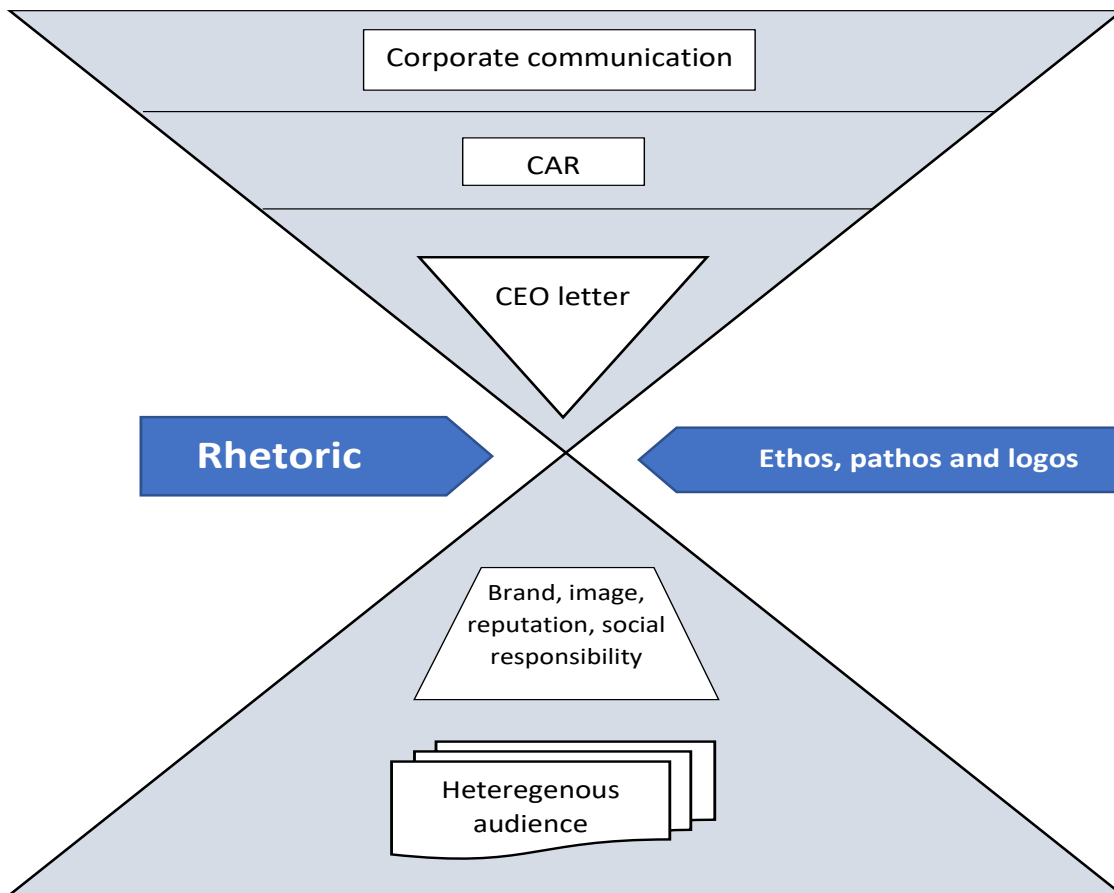 Corporate communication
CAR
CEO letter
Rhetoric
Ethos, pathos and logos
Brand, image,
reputation, social
responsibility
Heteregenous
audience